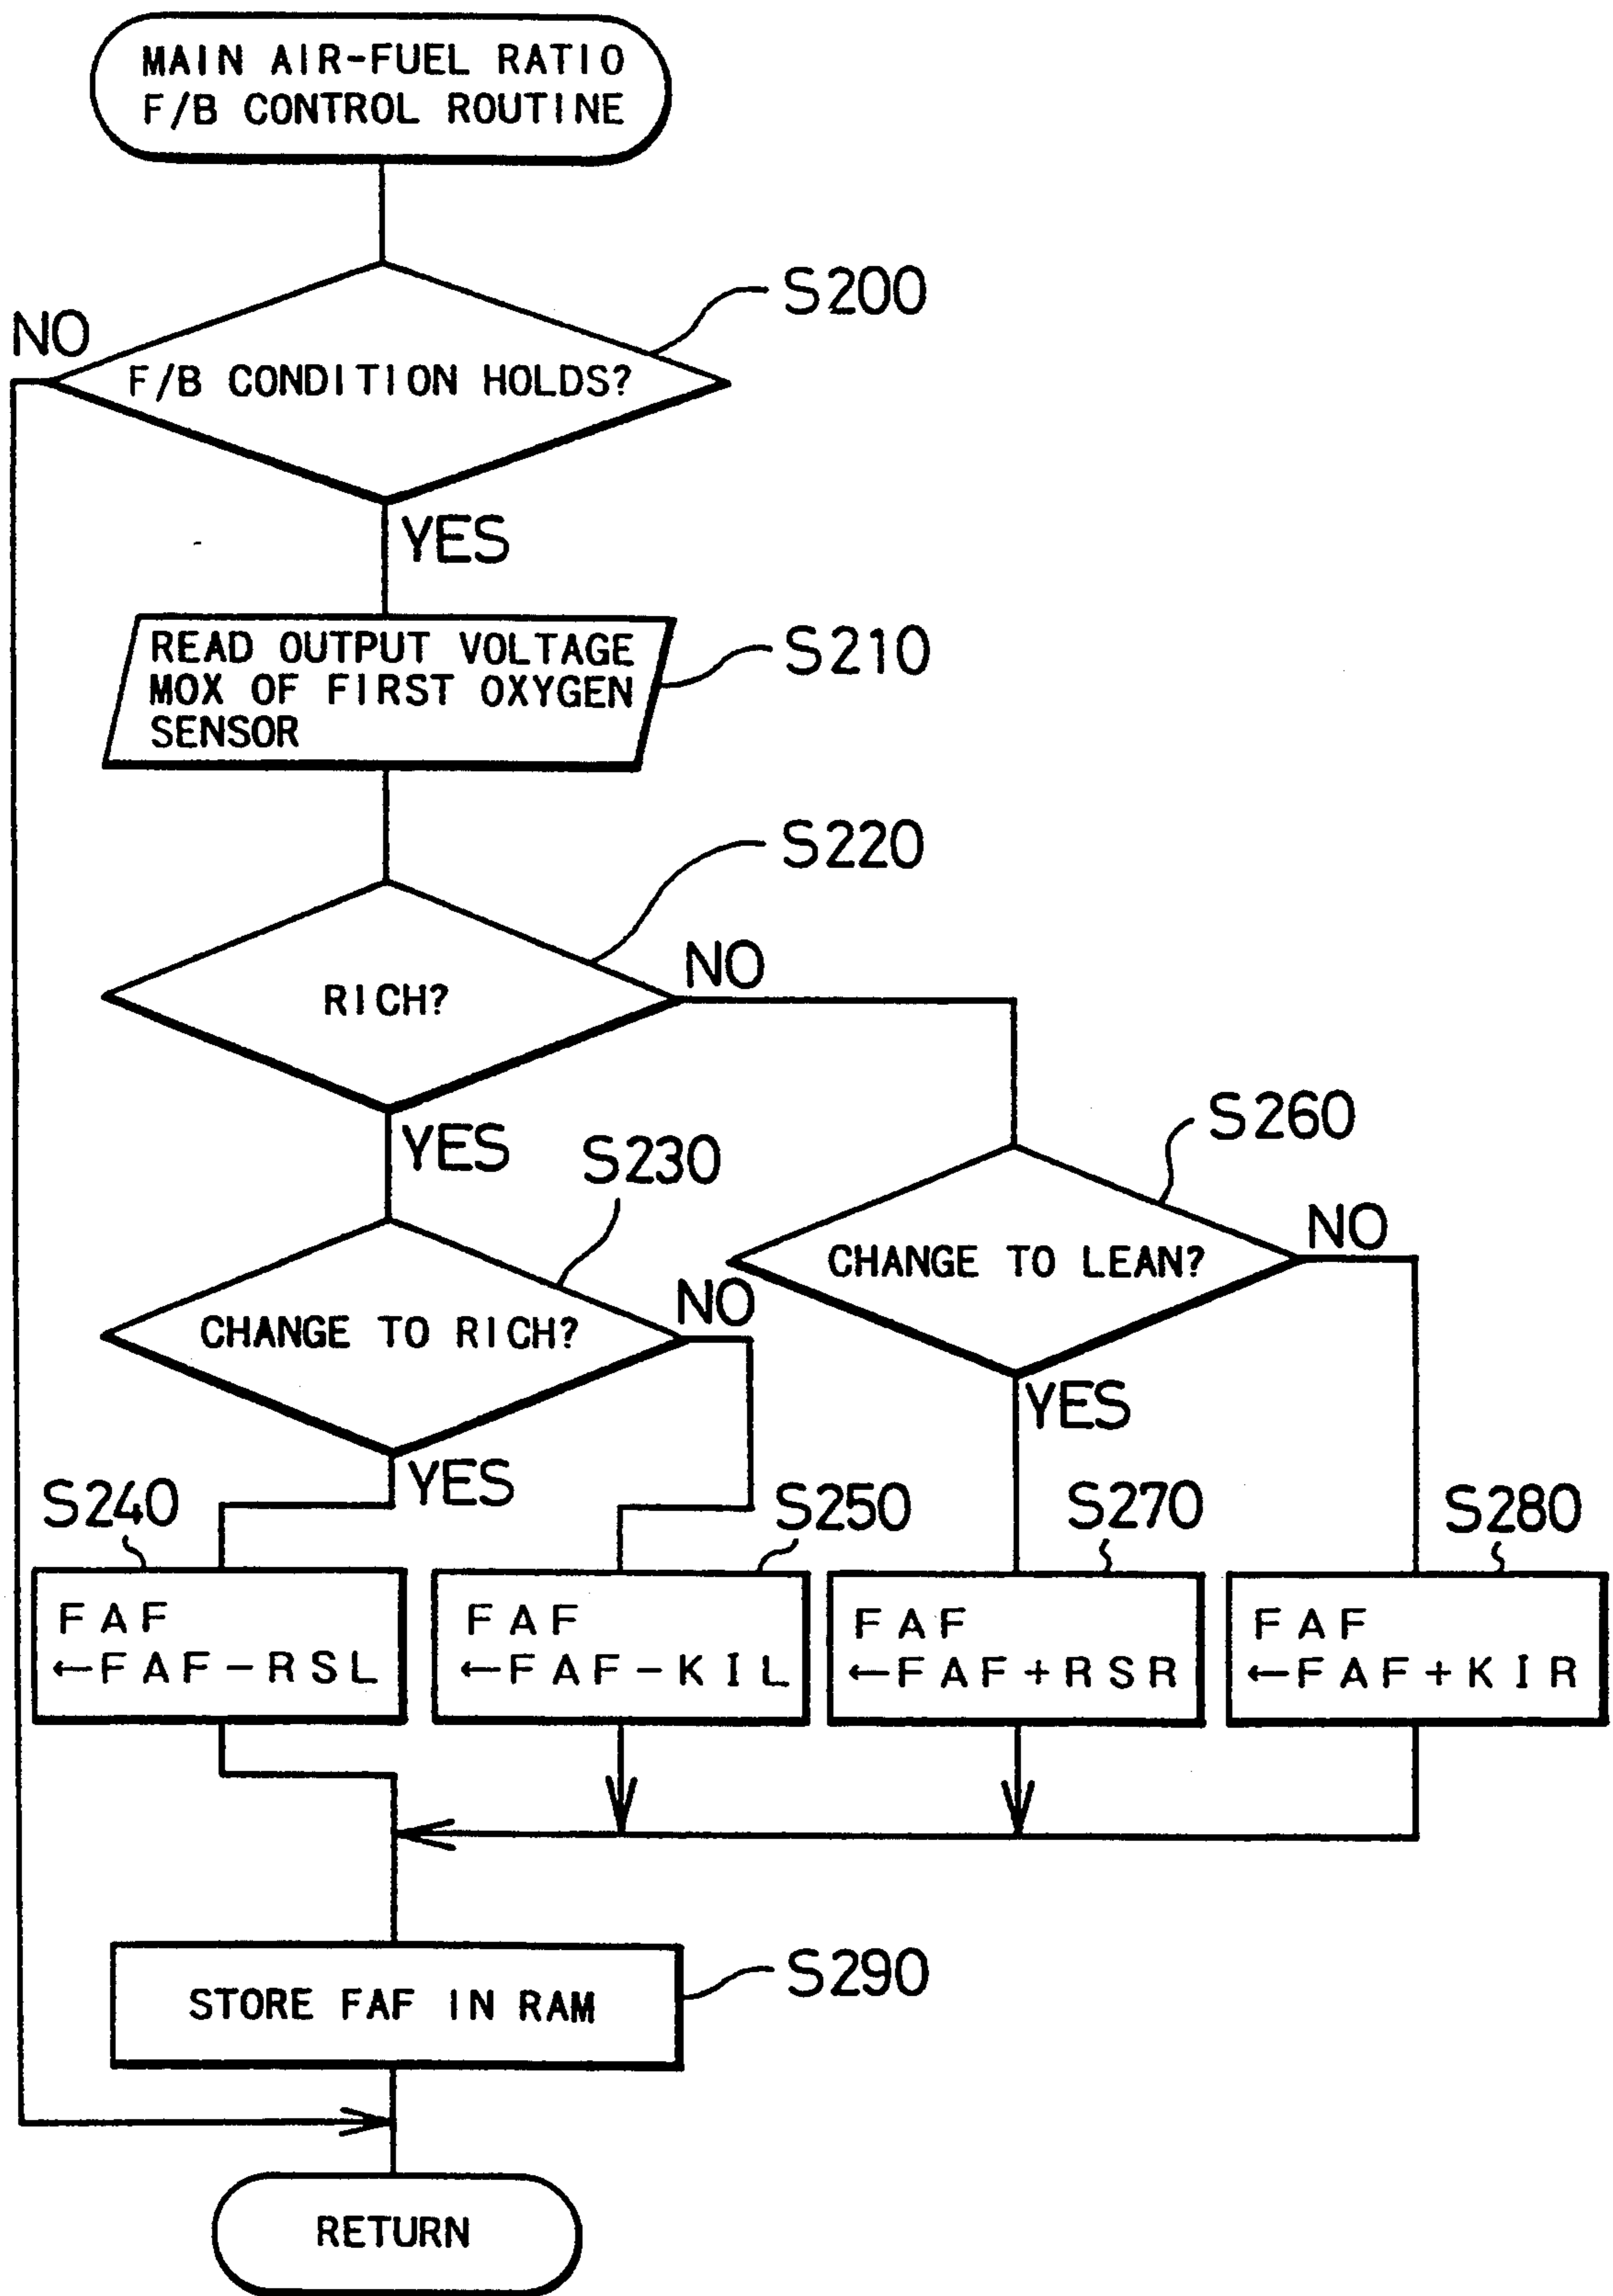 MAIN AIR-FUEL RATIO
F/B CONTROL ROUTINE
S200
NO
F/B CONDITION HOLDS?
YES
READ OUTPUT VOLTAGE
MOX OF FIRST OXYGEN
SENSOR
S210
S220
NO
RICH?
YES
S230
S260
NO
CHANGE TO LEAN?
NO
CHANGE TO RICH?
YES
YES
S240
S250
S270
S280
FAF
←FAF-RSL
FAF
←FAF-KIL
FAF
←FAF+RSR
FAF
←FAF+KIR
S290
STORE FAF IN RAM
RETURN